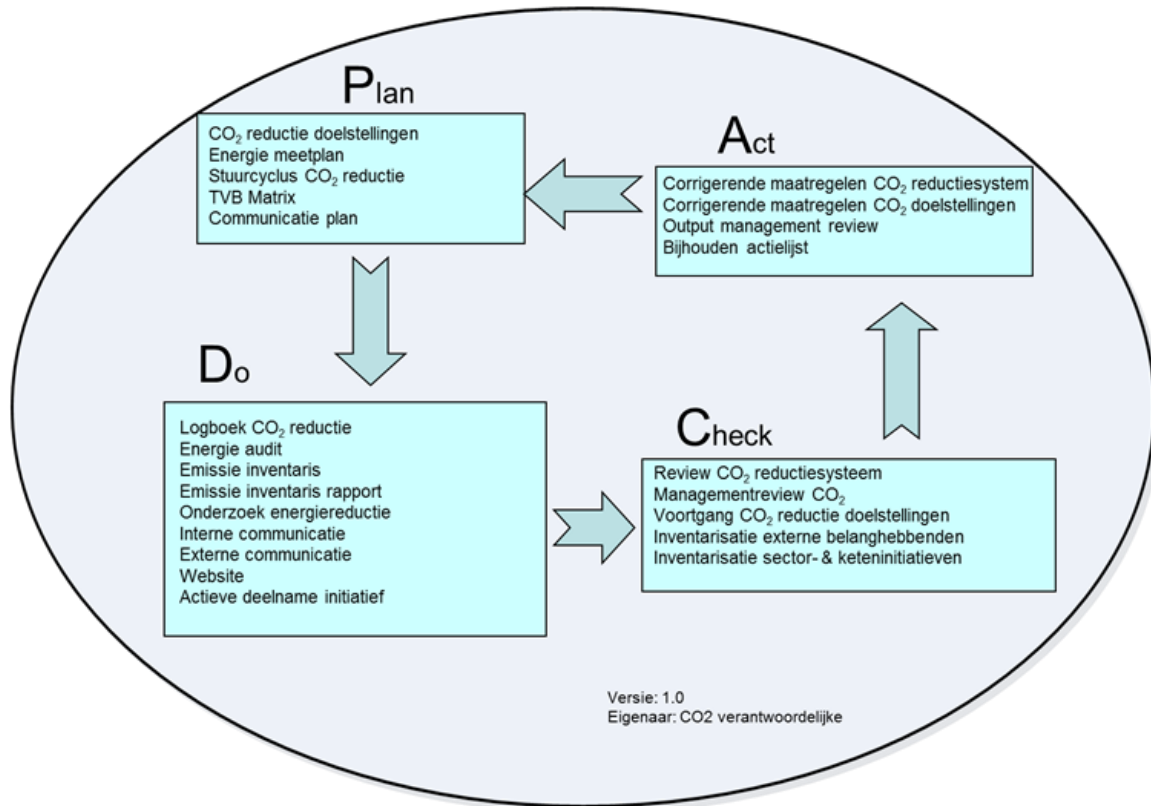 Plan
CO₂ reductie doelstellingen
Energie meetplan
Stuurcyclus CO₂ reductie
TVB Matrix
Communicatie plan
Act
Corrigerende maatregelen CO₂ reductiesystem
Corrigerende maatregelen CO₂ doelstellingen
Output management review
Bijhouden actielijst
Do
Logboek CO₂ reductie
Energie audit
Emissie inventaris
Emissie inventaris rapport
Onderzoek energiereductie
Interne communicatie
Externe communicatie
Website
Actieve deelname initiatief
Check
Review CO₂ reductiesysteem
Managementreview CO₂
Voortgang CO₂ reductie doelstellingen
Inventarisatie externe belanghebbenden
Inventarisatie sector- & keteninitiatieven
Versie: 1.0
Eigenaar: CO2 verantwoordelijke